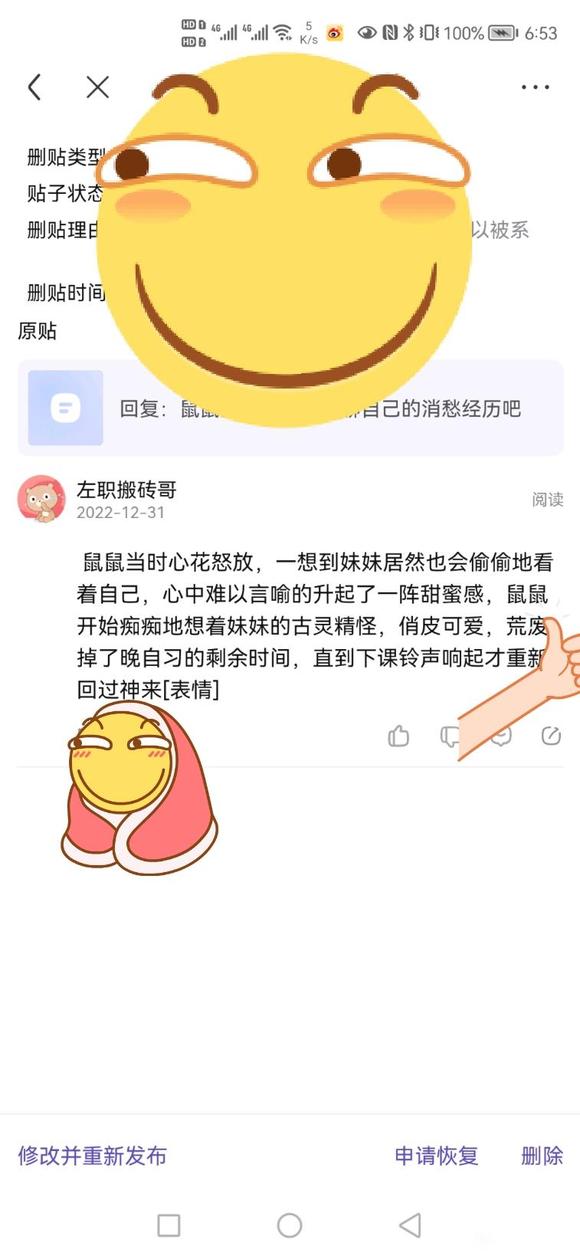 HD 1 4G 4G 5 100% 6:53
HD 2 K/s
删贴类型
贴子状态
删贴理由 以被系
删贴时间
原贴
回复：鼠鼠 自己的消愁经历吧
左职搬砖哥
2022-12-31
阅读
鼠鼠当时心花怒放，一想到妹妹居然也会偷偷地看
着自己，心中难以言喻的升起了一阵甜蜜感，鼠鼠
开始痴痴地想着妹妹的古灵精怪，俏皮可爱，荒废
掉了晚自习的剩余时间，直到下课铃声响起才重新
回过神来[表情]
修改并重新发布 申请恢复 删除